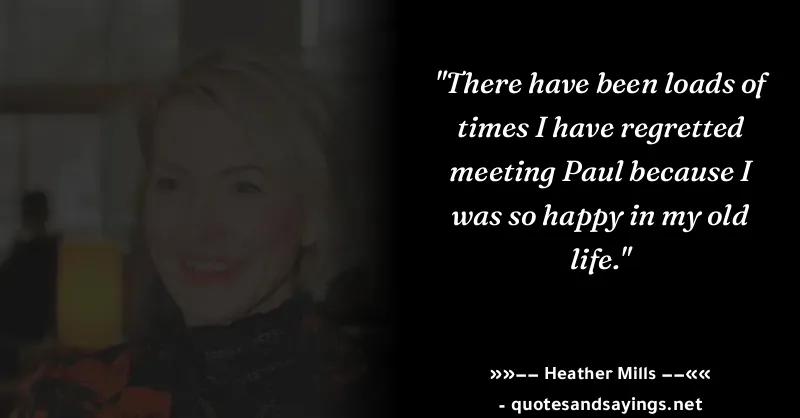 "There have been loads of
times I have regretted
meeting Paul because I
was so happy in my old
life."
»»–– Heather Mills ––««
- quotesandsayings.net